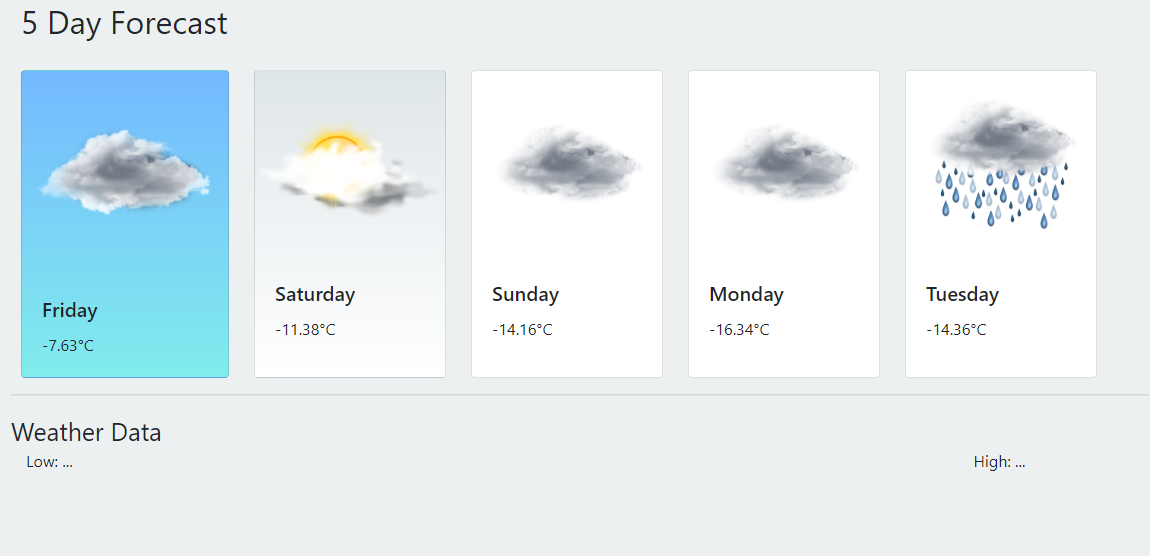 5 Day Forecast
Friday
-7.63°C
Saturday
-11.38°C
Sunday
-14.16°C
Monday
-16.34°C
Tuesday
-14.36°C
Weather Data
Low: ...
High: ...